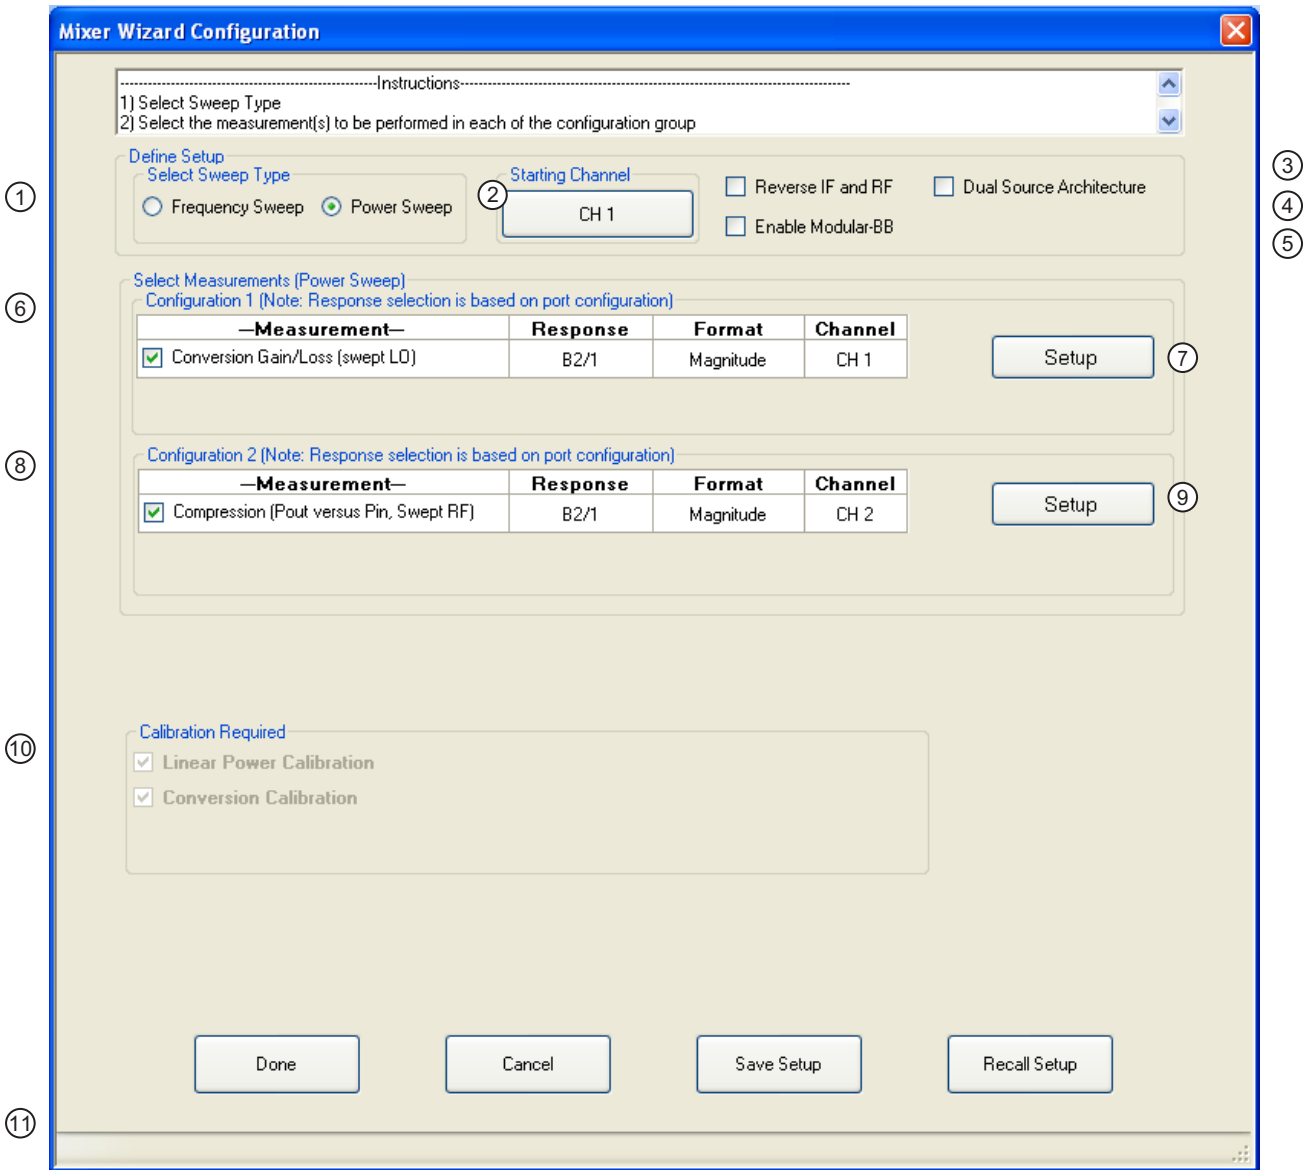 Mixer Wizard Configuration
--------------------------------------------------------Instructions-------------------------------------------------------------------------------------
1) Select Sweep Type
2) Select the measurement(s) to be performed in each of the configuration group
Define Setup
Select Sweep Type
1
Frequency Sweep Power Sweep
Starting Channel
2
CH 1
Reverse IF and RF
Dual Source Architecture
Enable Modular-BB
3
4
5
Select Measurements (Power Sweep)
6
Configuration 1 (Note: Response selection is based on port configuration)
—Measurement— Response Format Channel
Conversion Gain/Loss (swept LO) B2/1 Magnitude CH 1
Setup 7
8
Configuration 2 (Note: Response selection is based on port configuration)
—Measurement— Response Format Channel
Compression (Pout versus Pin, Swept RF) B2/1 Magnitude CH 2
Setup 9
10
Calibration Required
Linear Power Calibration
Conversion Calibration
Done Cancel Save Setup Recall Setup
11